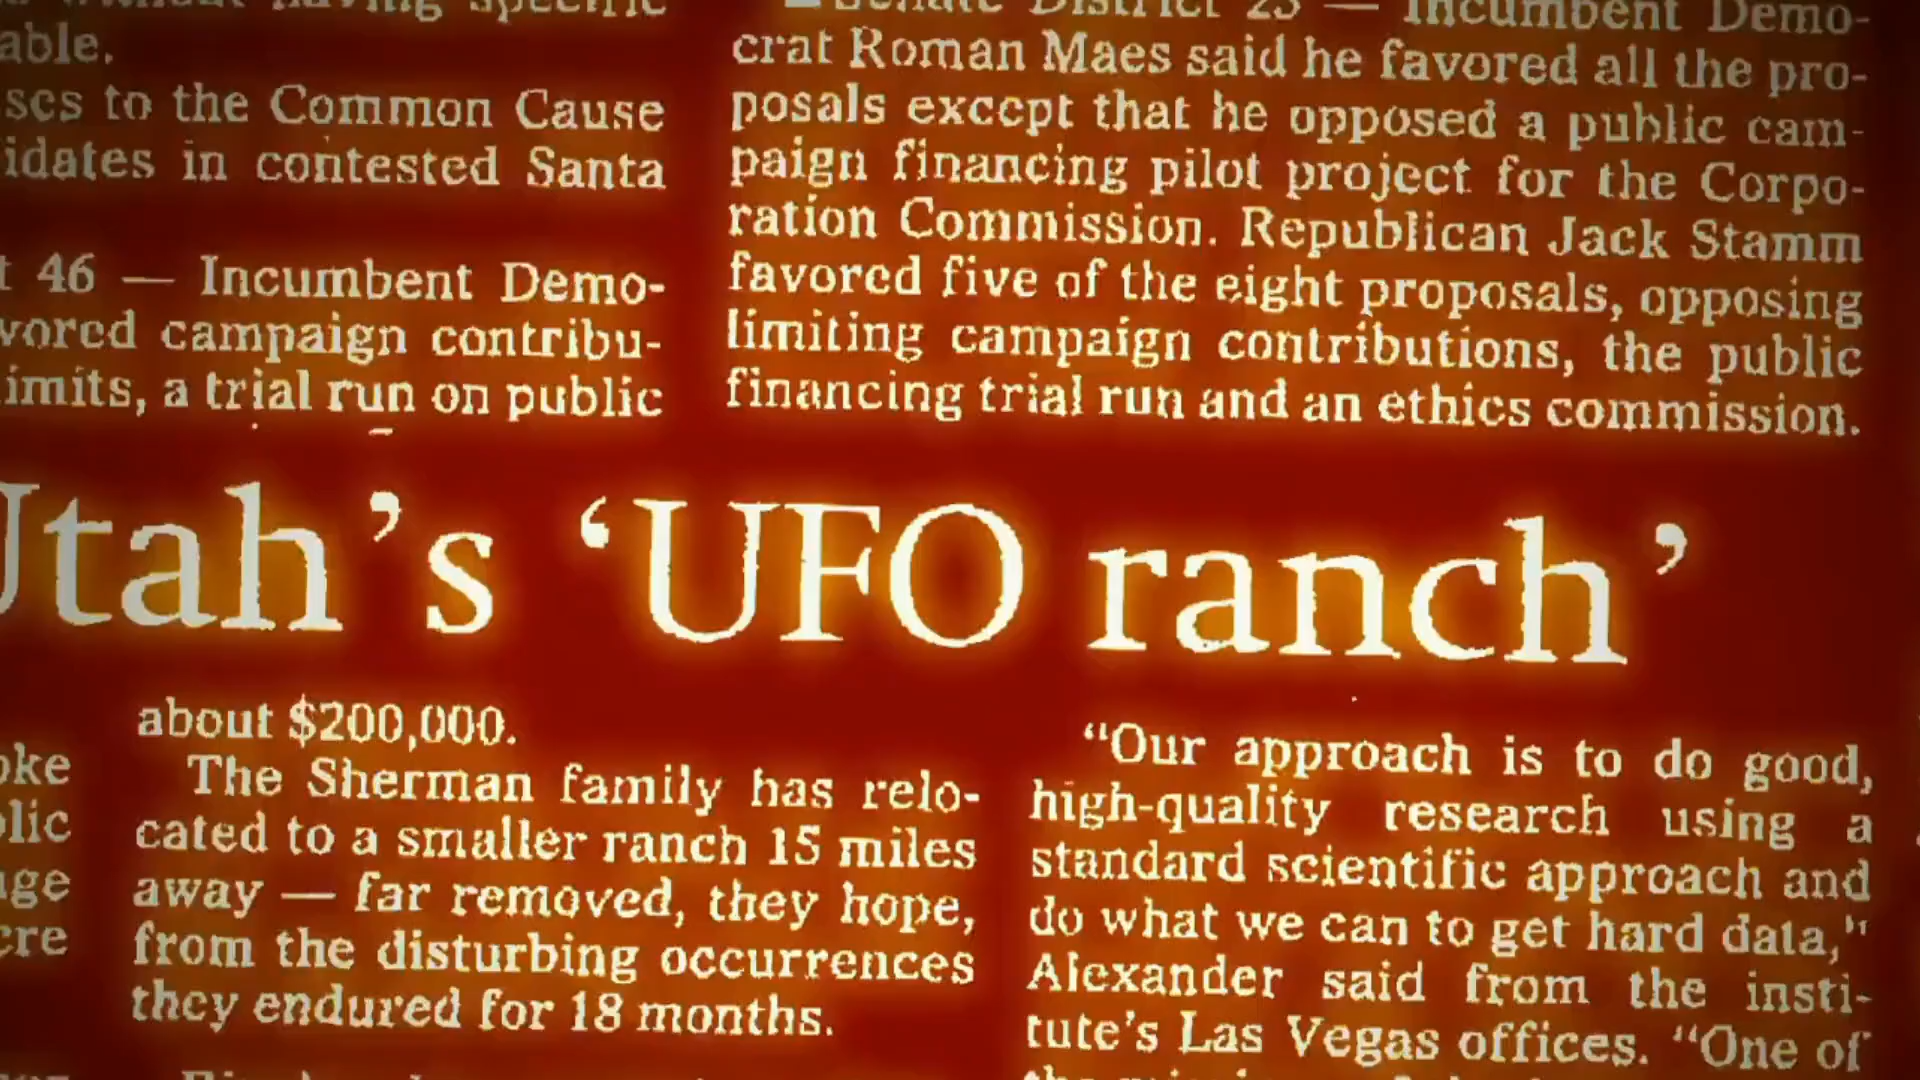 able.
to the Common Cause
in contested Santa
46 — Incumbent Demo-
campaign contribu-
a trial run on public
District 25 — Incumbent Demo-
crat Roman Maes said he favored all the pro-
posals except that he opposed a public cam-
paign financing pilot project for the Corpo-
ration Commission. Republican Jack Stamm
favored five of the eight proposals, opposing
limiting campaign contributions, the public
financing trial run and an ethics commission.
Utah's 'UFO ranch'
about $200,000.
The Sherman family has relo-
cated to a smaller ranch 15 miles
away — far removed, they hope,
from the disturbing occurrences
they endured for 18 months.
"Our approach is to do good,
high-quality research using a
standard scientific approach and
do what we can to get hard data,"
Alexander said from the insti-
tute's Las Vegas offices. "One of